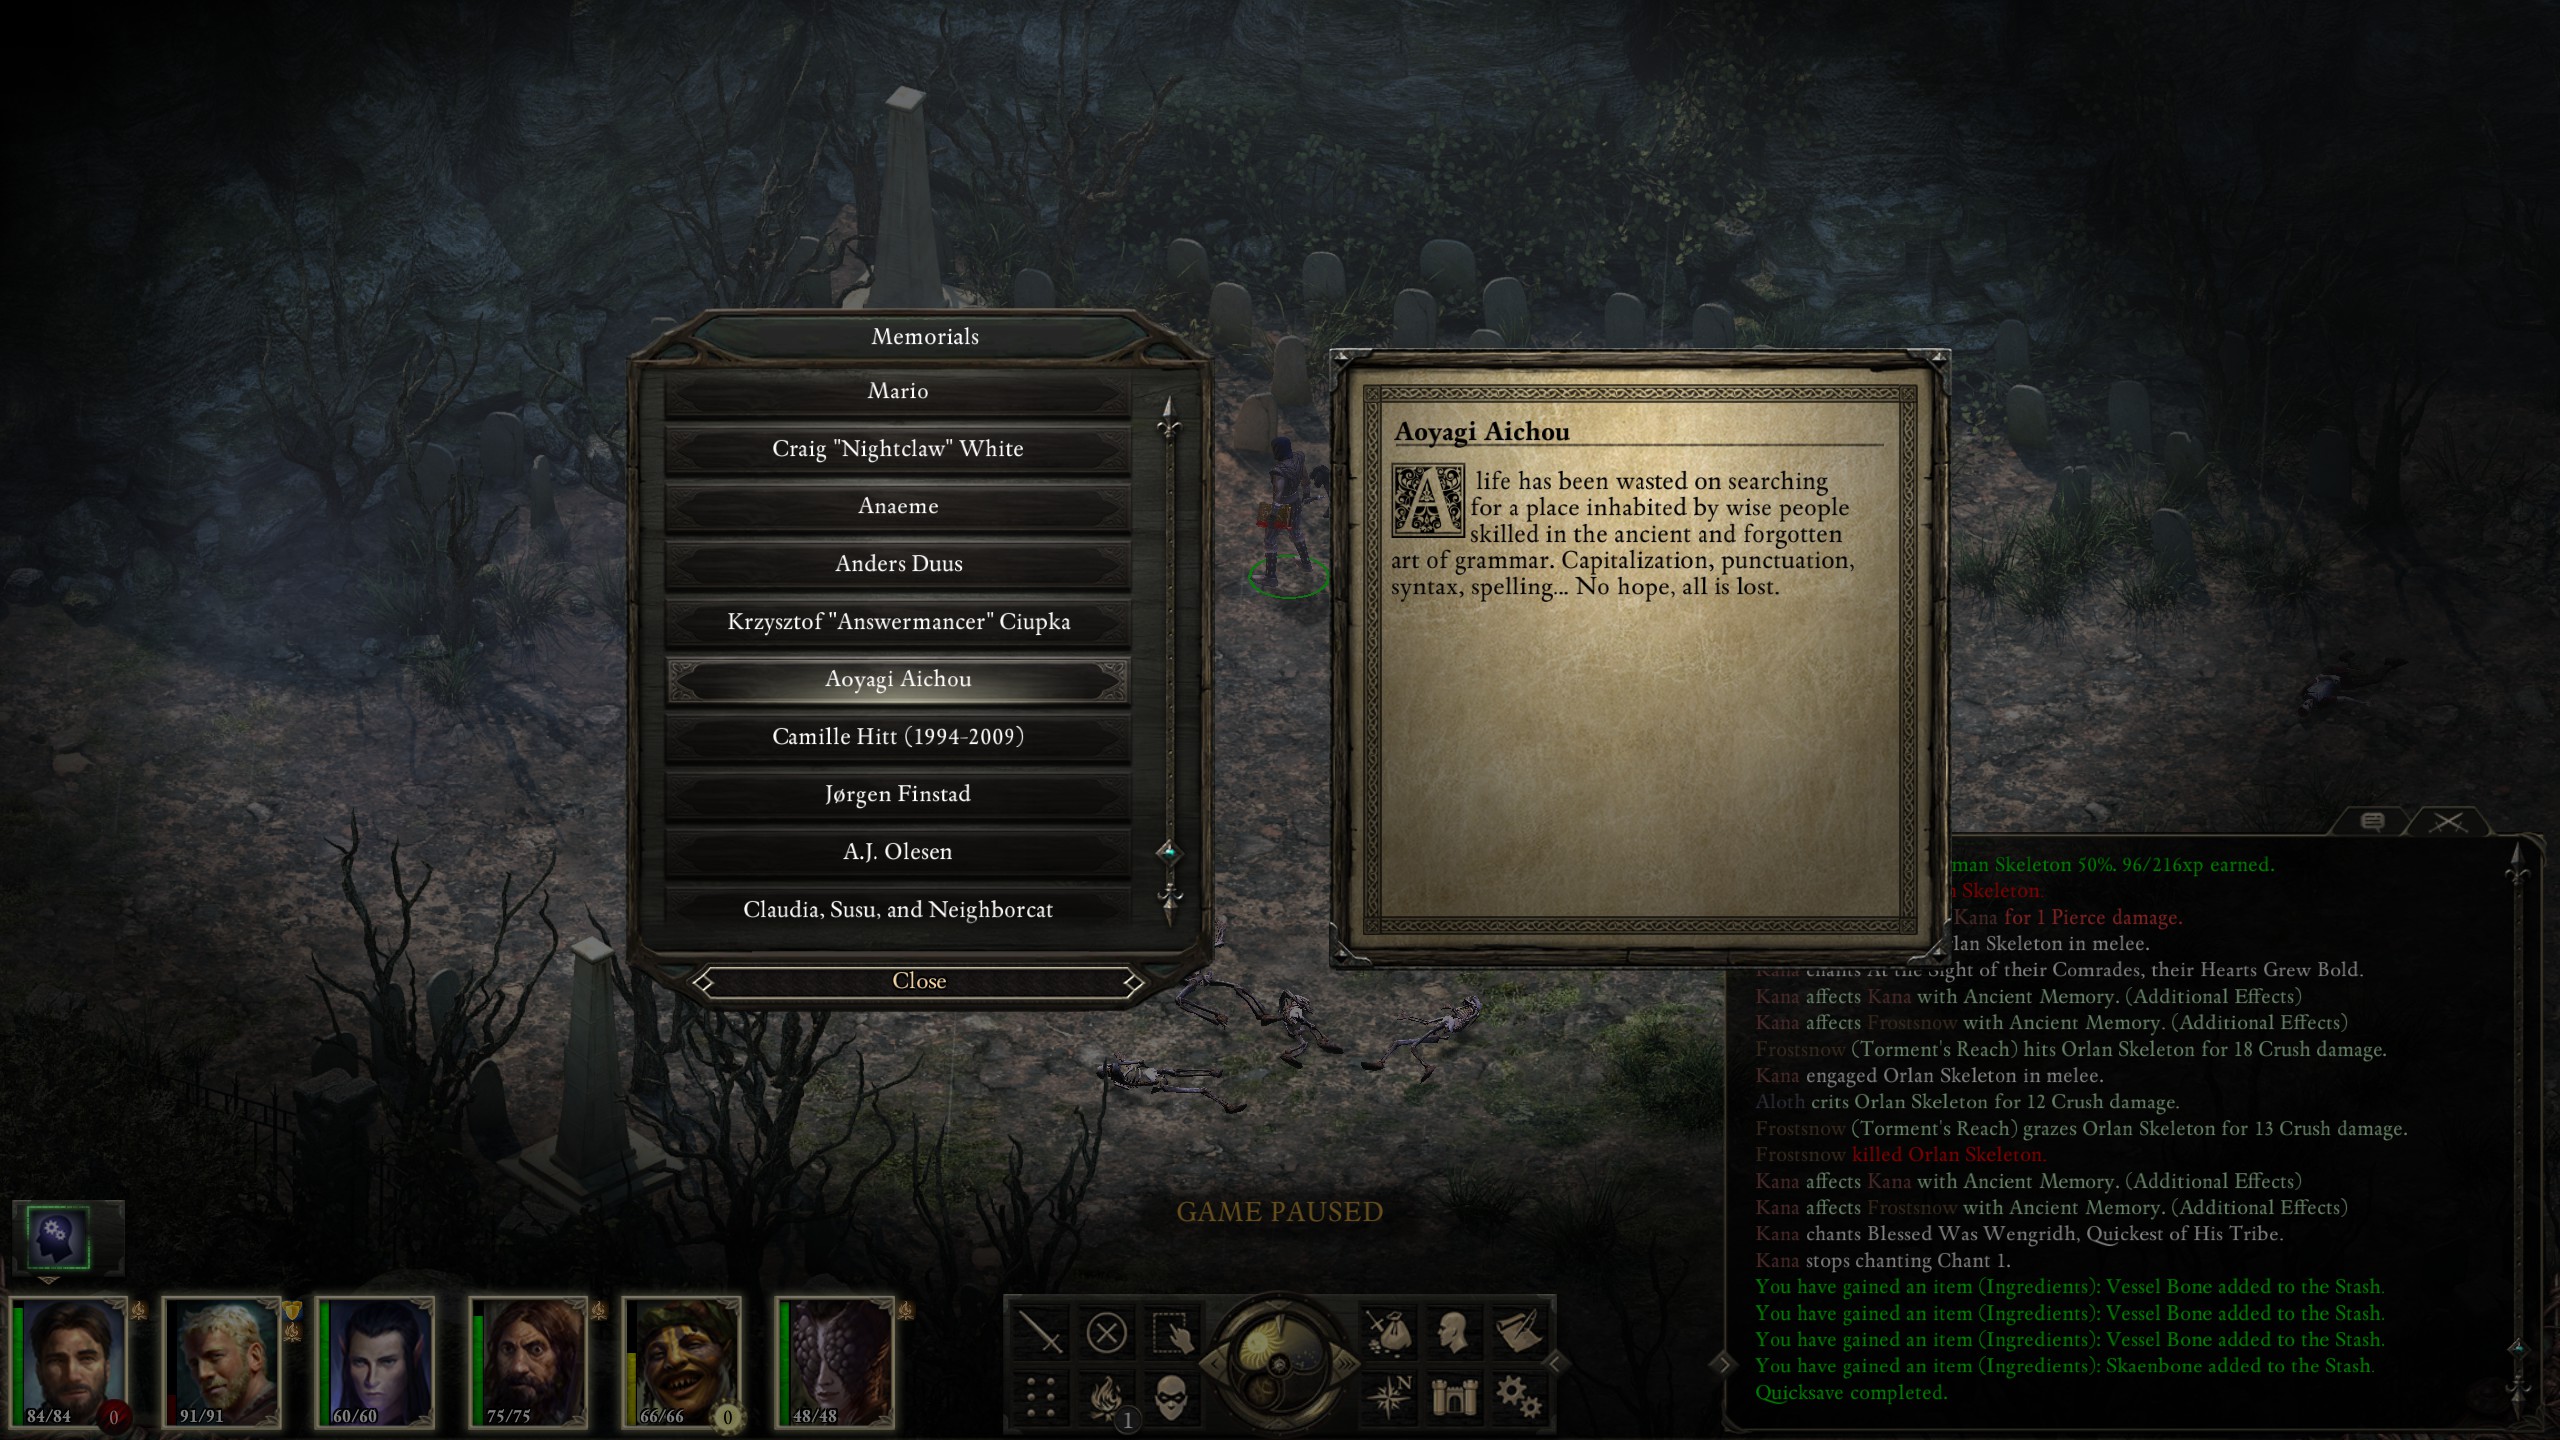 Memorials
Mario
Craig "Nightclaw" White
Anaeme
Anders Duus
Krzysztof "Answermancer" Ciupka
Aoyagi Aichou
Camille Hitt (1994-2009)
Jørgen Finstad
A.J. Olesen
Claudia, Susu, and Neighborcat
Close
Aoyagi Aichou
A life has been wasted on searching
for a place inhabited by wise people
skilled in the ancient and forgotten
art of grammar. Capitalization, punctuation,
syntax, spelling... No hope, all is lost.
man Skeleton 50%. 96/216xp earned.
Skeleton.
Kana for 1 Pierce damage.
lan Skeleton in melee.
Kana chants At the Sight of their Comrades, their Hearts Grew Bold.
Kana affects Kana with Ancient Memory. (Additional Effects)
Kana affects Frostsnow with Ancient Memory. (Additional Effects)
Frostsnow (Torment's Reach) hits Orlan Skeleton for 18 Crush damage.
Kana engaged Orlan Skeleton in melee.
Aloth crits Orlan Skeleton for 12 Crush damage.
Frostsnow (Torment's Reach) grazes Orlan Skeleton for 13 Crush damage.
Frostsnow killed Orlan Skeleton.
Kana affects Kana with Ancient Memory. (Additional Effects)
Kana affects Frostsnow with Ancient Memory. (Additional Effects)
Kana chants Blessed Was Wengridh, Quickest of His Tribe.
Kana stops chanting Chant 1.
You have gained an item (Ingredients): Vessel Bone added to the Stash.
You have gained an item (Ingredients): Vessel Bone added to the Stash.
You have gained an item (Ingredients): Vessel Bone added to the Stash.
You have gained an item (Ingredients): Skaenbone added to the Stash.
Quicksave completed.
GAME PAUSED
84/84 0
91/91
60/60
75/75
66/66 0
48/48
1
N